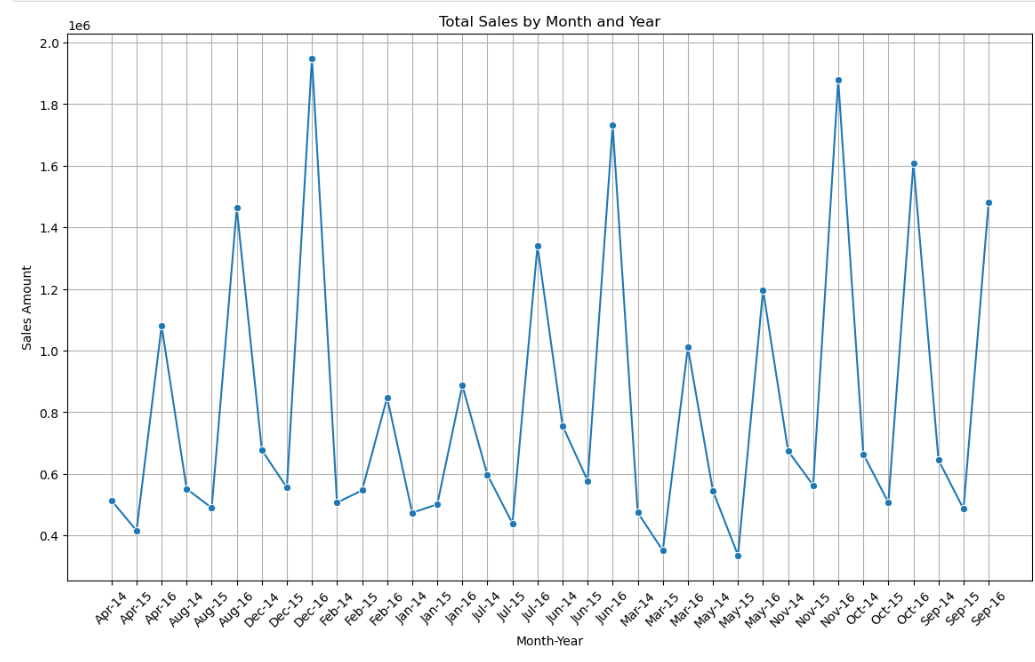 Total Sales by Month and Year
1e6
2.0
1.8
1.6
1.4
1.2
1.0
0.8
0.6
0.4
Sales Amount
Apr-14
Apr-15
Apr-16
Aug-14
Aug-15
Aug-16
Dec-14
Dec-15
Dec-16
Feb-14
Feb-15
Feb-16
Jan-14
Jan-15
Jan-16
Jul-14
Jul-15
Jul-16
Jun-14
Jun-15
Jun-16
Mar-14
Mar-15
Mar-16
May-14
May-15
May-16
Nov-14
Nov-15
Nov-16
Oct-14
Oct-15
Oct-16
Sep-14
Sep-15
Sep-16
Month-Year